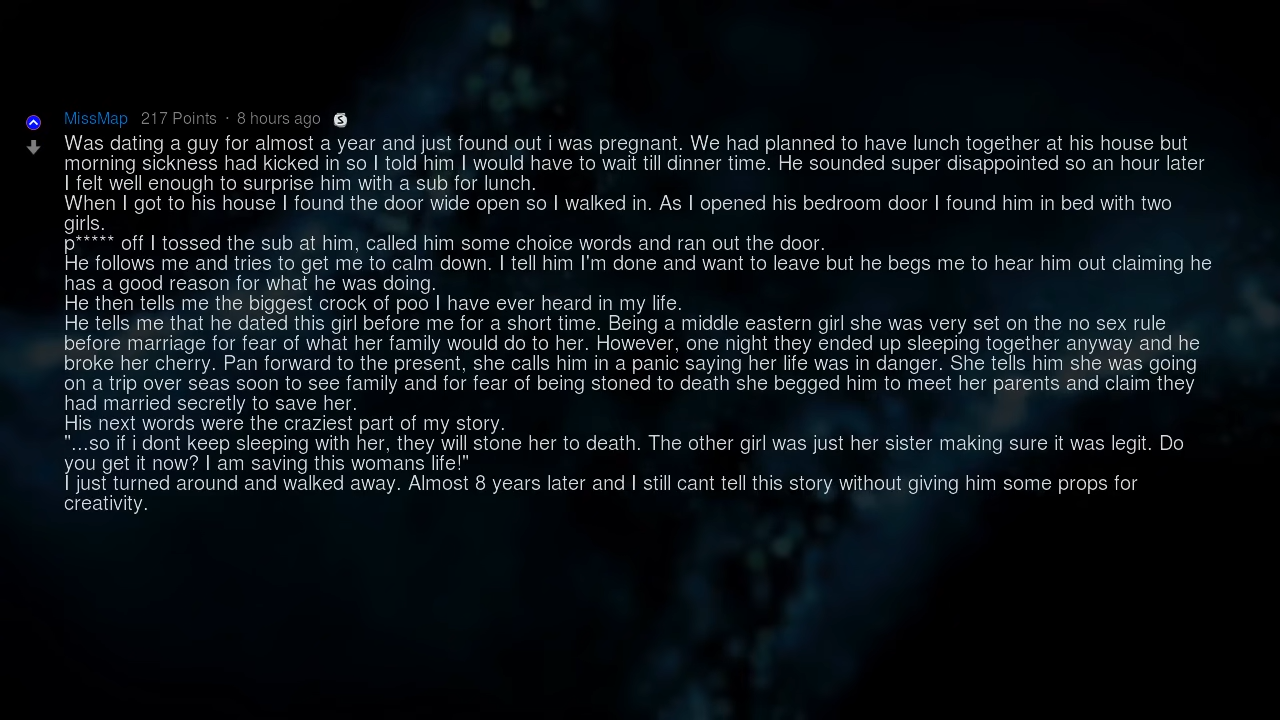 MissMap 217 Points · 8 hours ago
Was dating a guy for almost a year and just found out i was pregnant. We had planned to have lunch together at his house but
morning sickness had kicked in so I told him I would have to wait till dinner time. He sounded super disappointed so an hour later
I felt well enough to surprise him with a sub for lunch.
When I got to his house I found the door wide open so I walked in. As I opened his bedroom door I found him in bed with two
girls.
p***** off I tossed the sub at him, called him some choice words and ran out the door.
He follows me and tries to get me to calm down. I tell him I'm done and want to leave but he begs me to hear him out claiming he
has a good reason for what he was doing.
He then tells me the biggest crock of poo I have ever heard in my life.
He tells me that he dated this girl before me for a short time. Being a middle eastern girl she was very set on the no sex rule
before marriage for fear of what her family would do to her. However, one night they ended up sleeping together anyway and he
broke her cherry. Pan forward to the present, she calls him in a panic saying her life was in danger. She tells him she was going
on a trip over seas soon to see family and for fear of being stoned to death she begged him to meet her parents and claim they
had married secretly to save her.
His next words were the craziest part of my story.
"...so if i dont keep sleeping with her, they will stone her to death. The other girl was just her sister making sure it was legit. Do
you get it now? I am saving this womans life!"
I just turned around and walked away. Almost 8 years later and I still cant tell this story without giving him some props for
creativity.